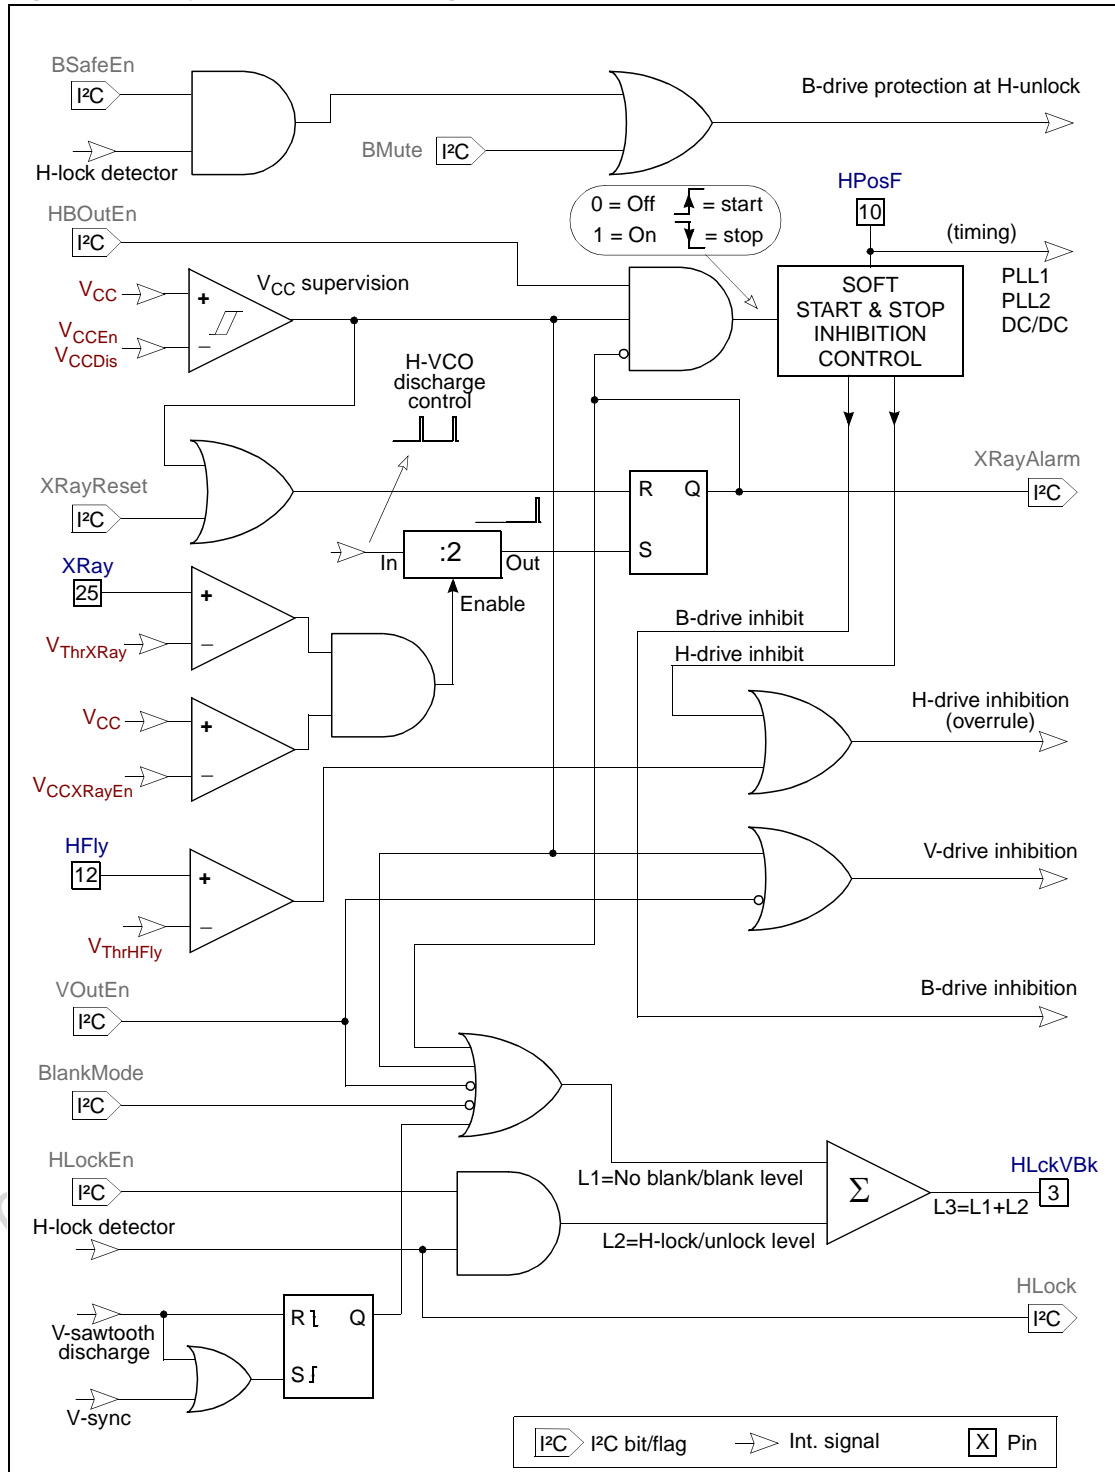 BSafeEn
I²C
H-lock detector
BMute
I²C
B-drive protection at H-unlock
HBOutEn
I²C
0 = Off = start
1 = On = stop
HPosF
10
(timing)
PLL1
PLL2
DC/DC
VCC
+
VCCEn
VCCDis
–
VCC supervision
SOFT
START & STOP
INHIBITION
CONTROL
H-VCO
discharge
control
XRayReset
I²C
R Q
S
XRayAlarm
I²C
In
:2
Out
Enable
XRay
25
+
VThrXRay
–
B-drive inhibit
H-drive inhibit
VCC
+
VCCXRayEn
–
H-drive inhibition
(overrule)
HFly
12
+
VThrHFly
–
V-drive inhibition
VOutEn
I²C
B-drive inhibition
BlankMode
I²C
HLockEn
I²C
L1=No blank/blank level
Σ
HLckVBk
3
L3=L1+L2
H-lock detector
L2=H-lock/unlock level
HLock
I²C
V-sawtooth
discharge
R Q
S
V-sync
I²C I²C bit/flag
Int. signal
X Pin